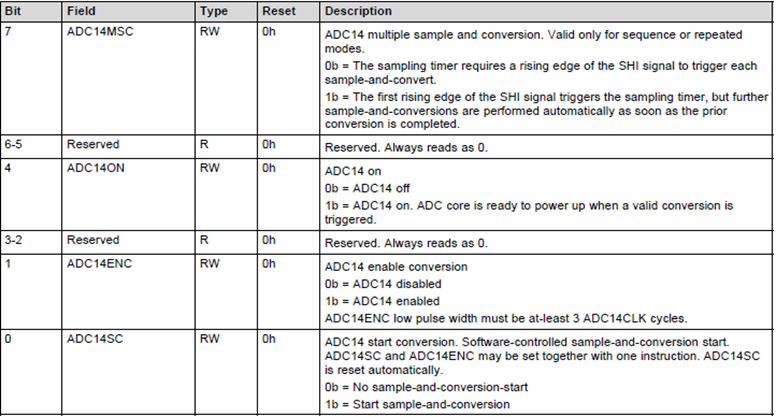 Bit Field Type Reset Description
7 ADC14MSC RW 0h ADC14 multiple sample and conversion. Valid only for sequence or repeated
modes.
0b = The sampling timer requires a rising edge of the SHI signal to trigger each
sample-and-convert.
1b = The first rising edge of the SHI signal triggers the sampling timer, but further
sample-and-conversions are performed automatically as soon as the prior
conversion is completed.
6-5 Reserved R 0h Reserved. Always reads as 0.
4 ADC14ON RW 0h ADC14 on
0b = ADC14 off
1b = ADC14 on. ADC core is ready to power up when a valid conversion is
triggered.
3-2 Reserved R 0h Reserved. Always reads as 0.
1 ADC14ENC RW 0h ADC14 enable conversion
0b = ADC14 disabled
1b = ADC14 enabled
ADC14ENC low pulse width must be at-least 3 ADC14CLK cycles.
0 ADC14SC RW 0h ADC14 start conversion. Software-controlled sample-and-conversion start.
ADC14SC and ADC14ENC may be set together with one instruction. ADC14SC
is reset automatically.
0b = No sample-and-conversion-start
1b = Start sample-and-conversion